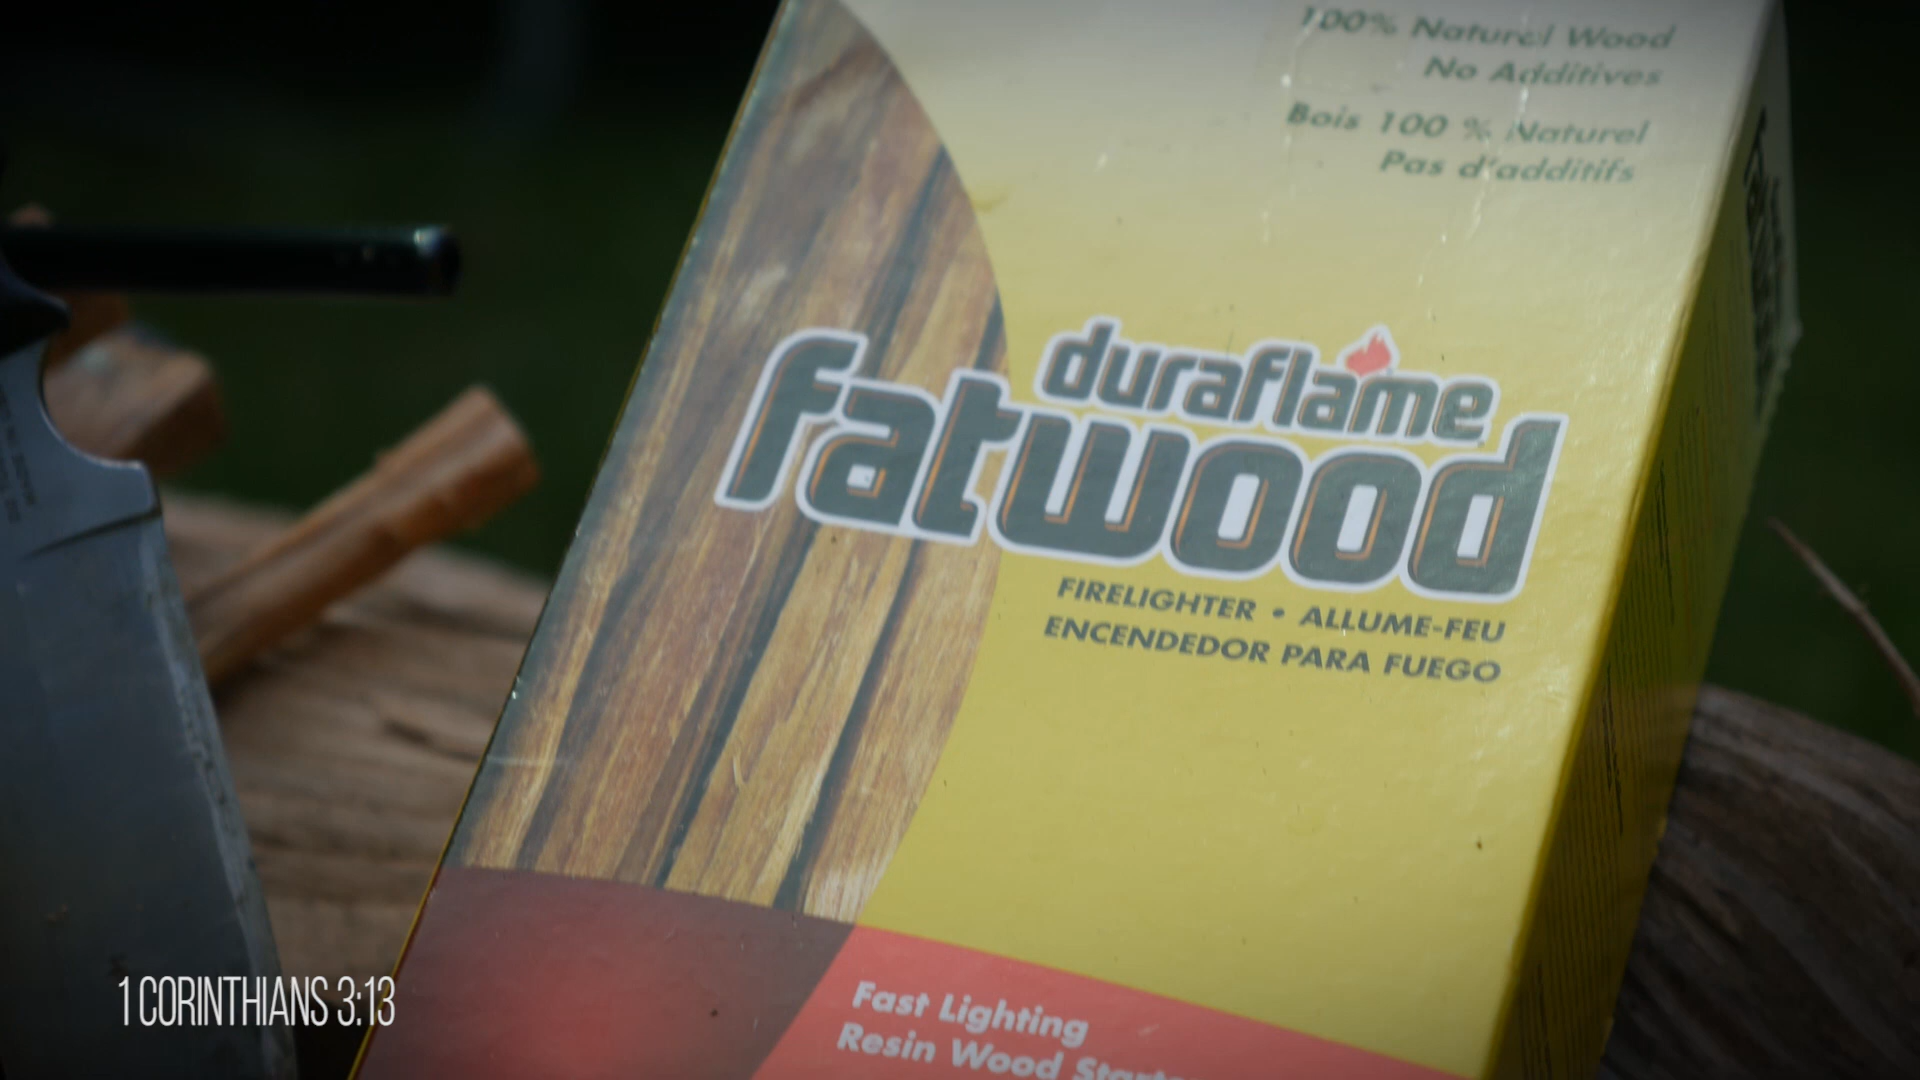 100% Natural Wood
No Additives
Bois 100 % Naturel
Pas d'additifs
duraflame
fatwood
FIRELIGHTER • ALLUME-FEU
ENCENDEDOR PARA FUEGO
Fast Lighting
Resin Wood
1 CORINTHIANS 3:13